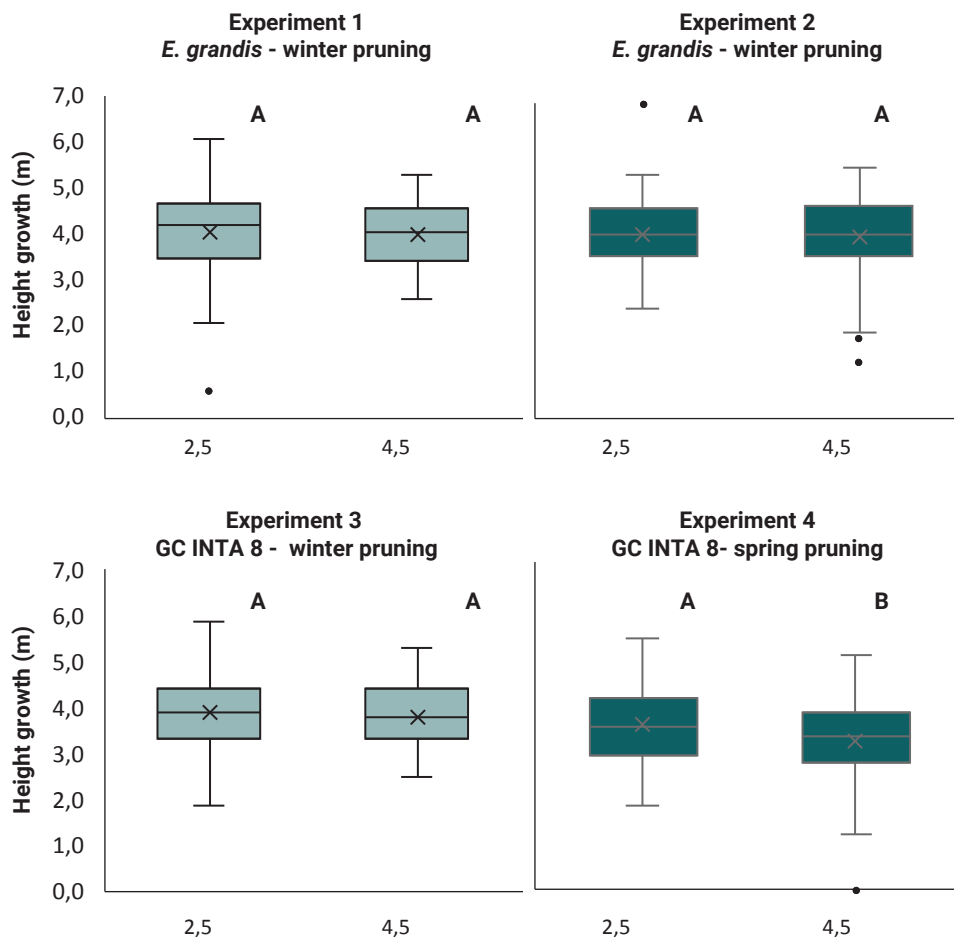 Experiment 1
E. grandis - winter pruning
Experiment 2
E. grandis - winter pruning
Height growth (m)
7,0
6,0
5,0
4,0
3,0
2,0
1,0
0,0
A
A
A
A
2,5
4,5
2,5
4,5
Experiment 3
GC INTA 8 - winter pruning
Experiment 4
GC INTA 8- spring pruning
Height growth (m)
7,0
6,0
5,0
4,0
3,0
2,0
1,0
0,0
A
A
A
B
2,5
4,5
2,5
4,5